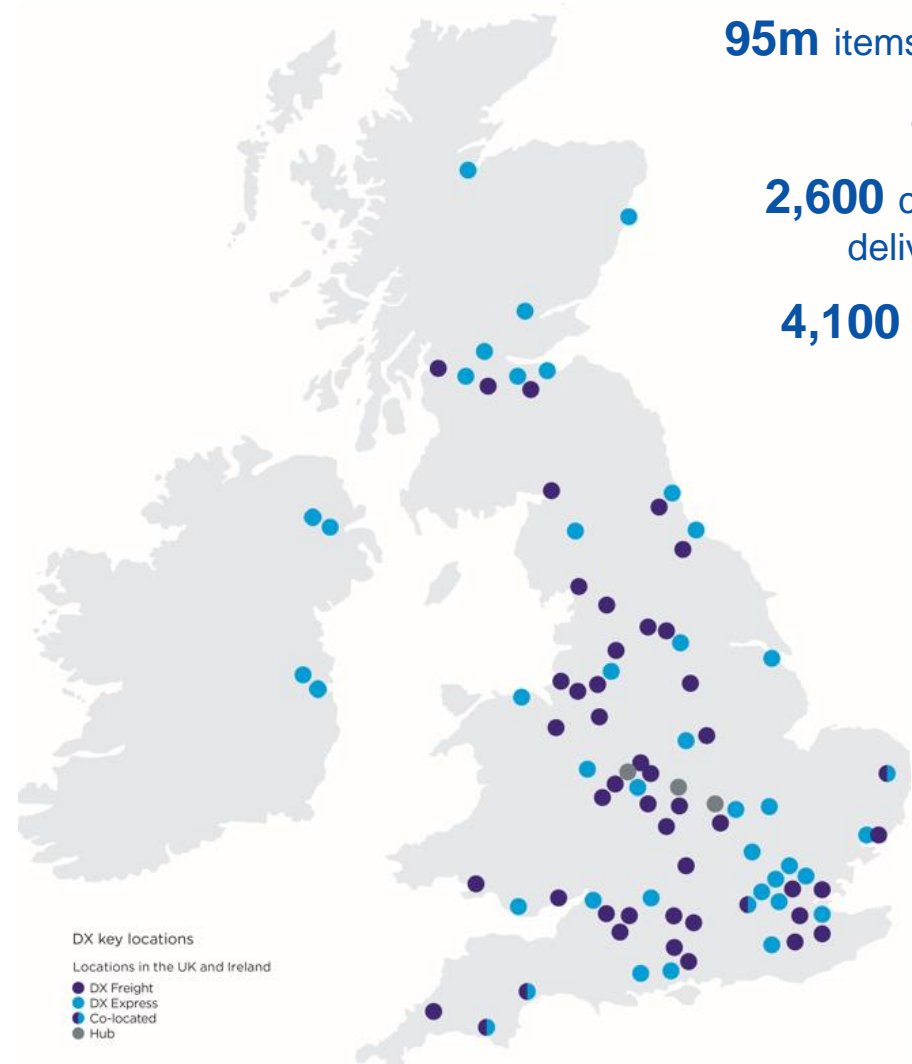 95m items
2,600
4,100
DX key locations
Locations in the UK and Ireland
DX Freight
DX Express
Co-located
Hub